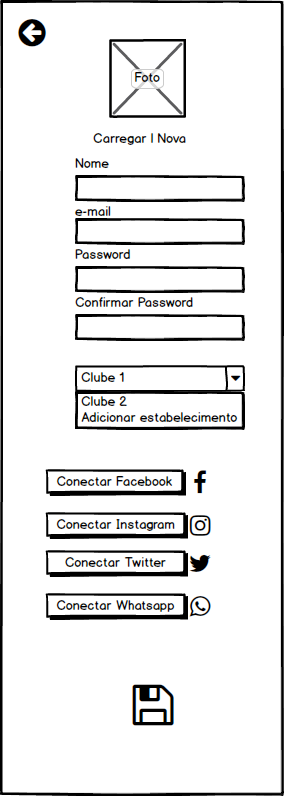 Foto
Carregar | Nova
Nome
e-mail
Password
Confirmar Password
Clube 1
Clube 2
Adicionar estabelecimento
Conectar Facebook
Conectar Instagram
Conectar Twitter
Conectar Whatsapp